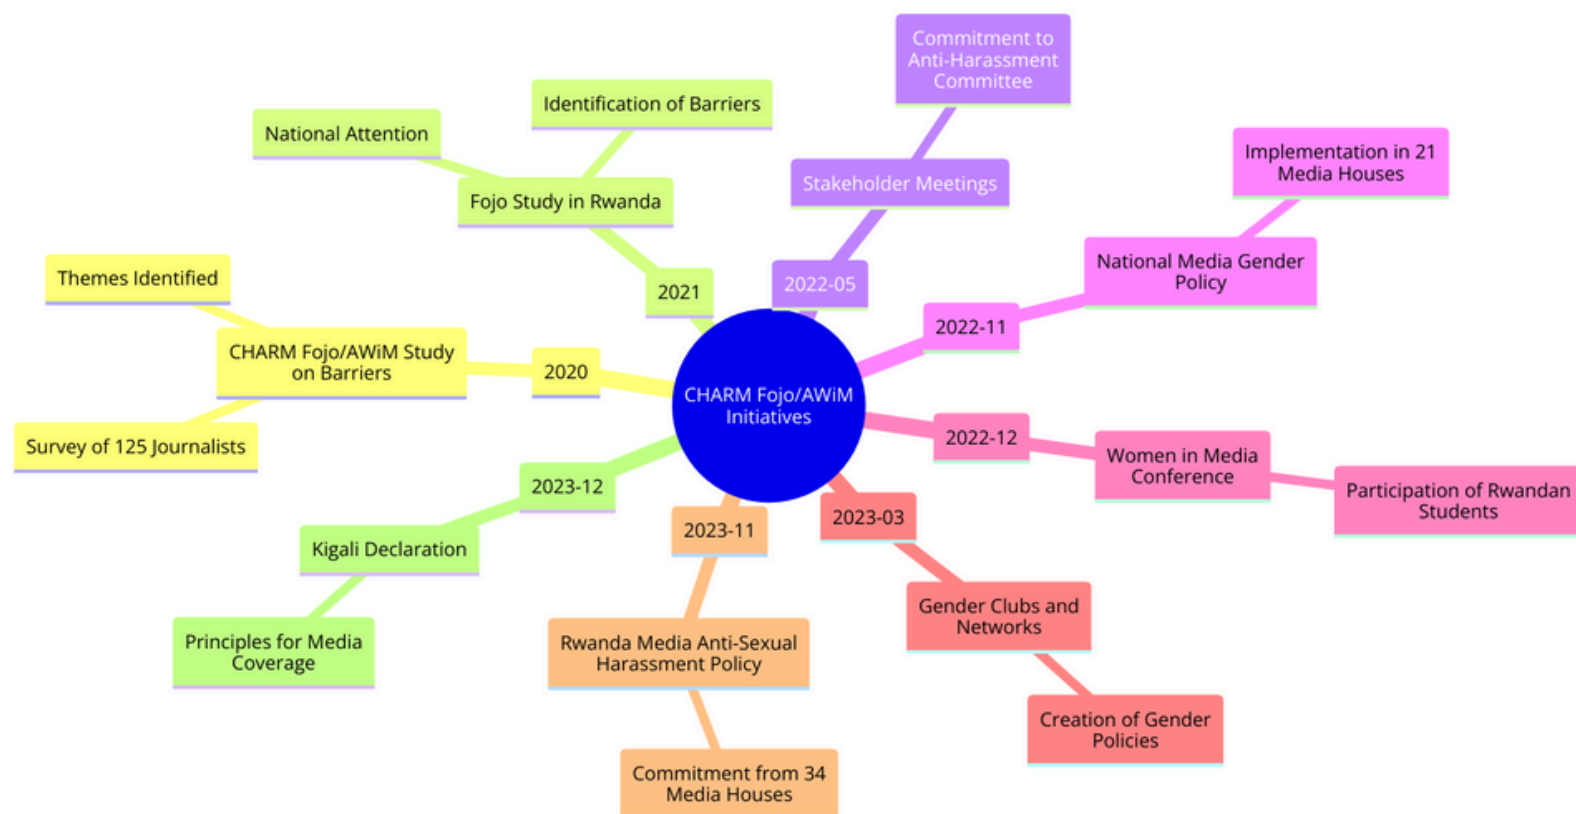 CHARM Fojo/AWiM
Initiatives
2020
CHARM Fojo/AWiM Study
on Barriers
Themes Identified
Survey of 125 Journalists
2021
Fojo Study in Rwanda
National Attention
Identification of Barriers
2022-05
Stakeholder Meetings
Commitment to
Anti-Harassment
Committee
2022-11
National Media Gender
Policy
Implementation in 21
Media Houses
2022-12
Women in Media
Conference
Participation of Rwandan
Students
2023-03
Gender Clubs and
Networks
Creation of Gender
Policies
2023-11
Rwanda Media Anti-Sexual
Harassment Policy
Commitment from 34
Media Houses
2023-12
Kigali Declaration
Principles for Media
Coverage